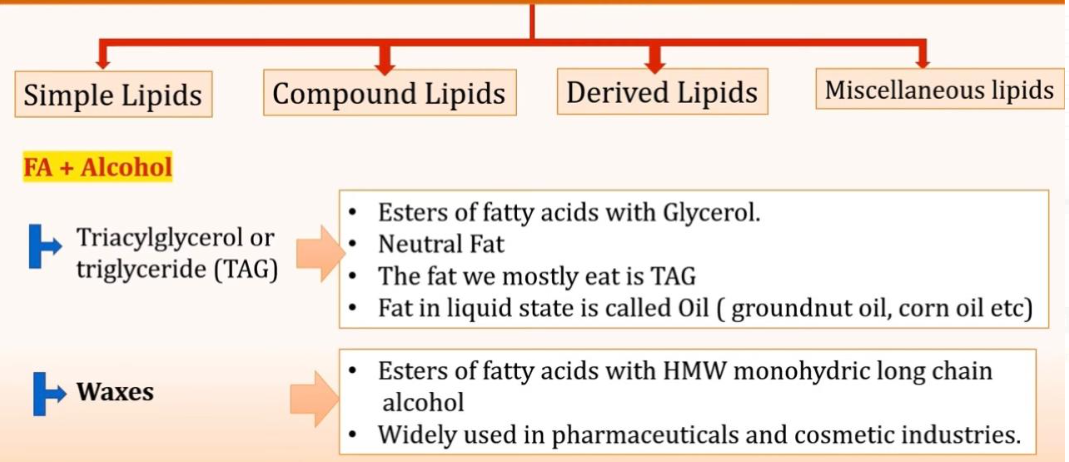 Simple Lipids
Compound Lipids
Derived Lipids
Miscellaneous lipids
FA + Alcohol
Triacylglycerol or
triglyceride (TAG)
• Esters of fatty acids with Glycerol.
• Neutral Fat
• The fat we mostly eat is TAG
• Fat in liquid state is called Oil ( groundnut oil, corn oil etc)
Waxes
• Esters of fatty acids with HMW monohydric long chain
alcohol
• Widely used in pharmaceuticals and cosmetic industries.